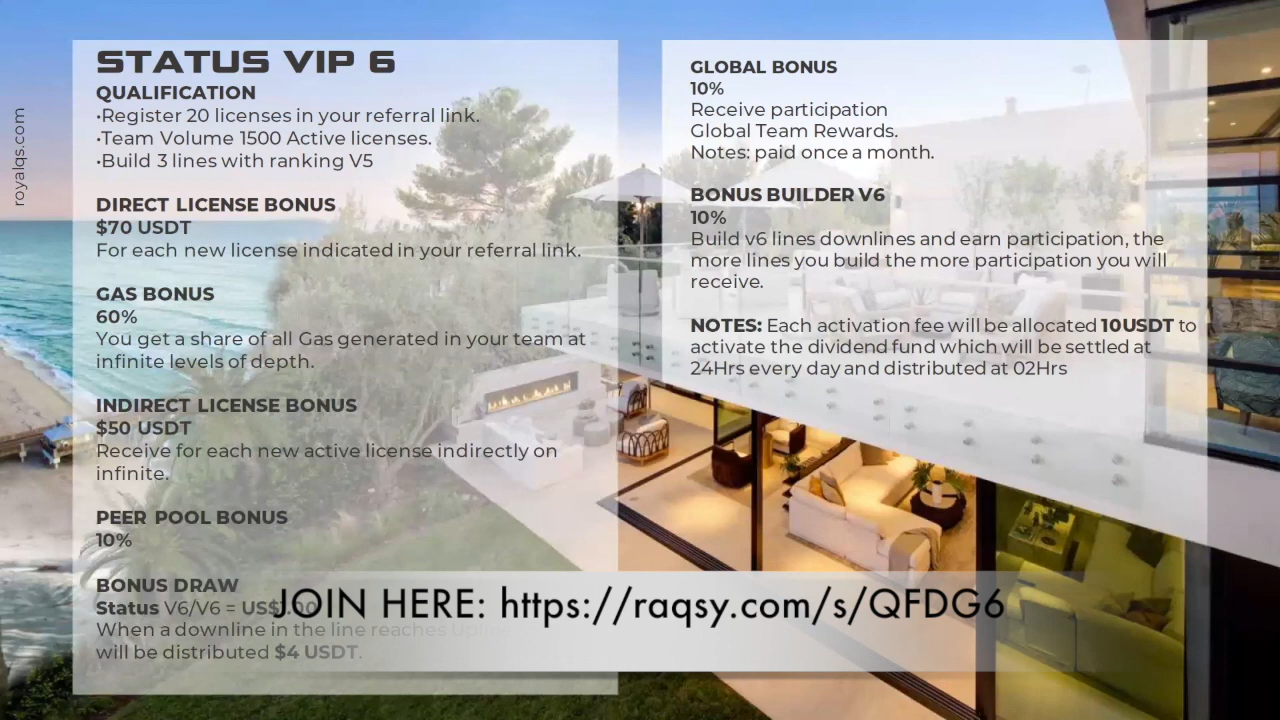 royalqs.com
STATUS VIP 6
QUALIFICATION
•Register 20 licenses in your referral link.
•Team Volume 1500 Active licenses.
•Build 3 lines with ranking V5
DIRECT LICENSE BONUS
$70 USDT
For each new license indicated in your referral link.
GAS BONUS
60%
You get a share of all Gas generated in your team at
infinite levels of depth.
INDIRECT LICENSE BONUS
$50 USDT
Receive for each new active license indirectly on
infinite.
PEER POOL BONUS
10%
BONUS DRAW
Status V6/V6 =
When a downline in the line reaches
will be distributed $4 USDT.
GLOBAL BONUS
10%
Receive participation
Global Team Rewards.
Notes: paid once a month.
BONUS BUILDER V6
10%
Build v6 lines downlines and earn participation, the
more lines you build the more participation you will
receive.
NOTES: Each activation fee will be allocated 10USDT to
activate the dividend fund which will be settled at
24Hrs every day and distributed at 02Hrs
JOIN HERE: https://raqsy.com/s/QFDG6